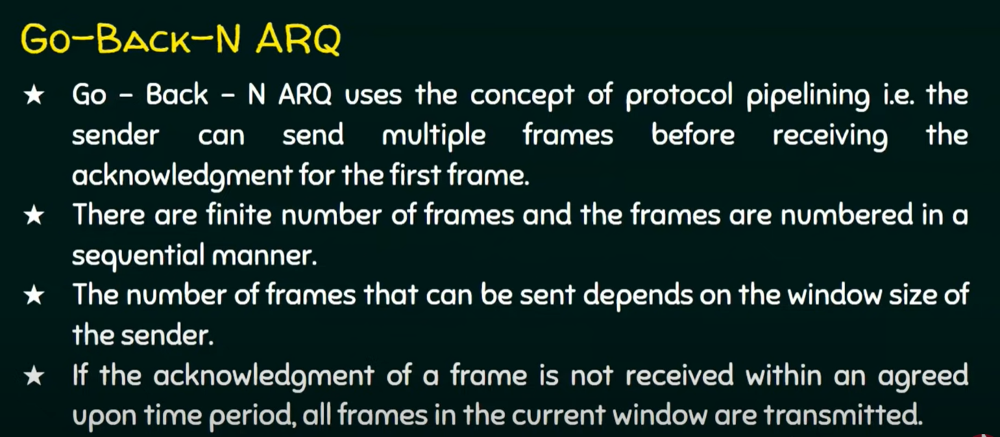 Go-Back-N ARQ
★ Go - Back - N ARQ uses the concept of protocol pipelining i.e. the
sender can send multiple frames before receiving the
acknowledgment for the first frame.
★ There are finite number of frames and the frames are numbered in a
sequential manner.
★ The number of frames that can be sent depends on the window size of
the sender.
★ If the acknowledgment of a frame is not received within an agreed
upon time period, all frames in the current window are transmitted.